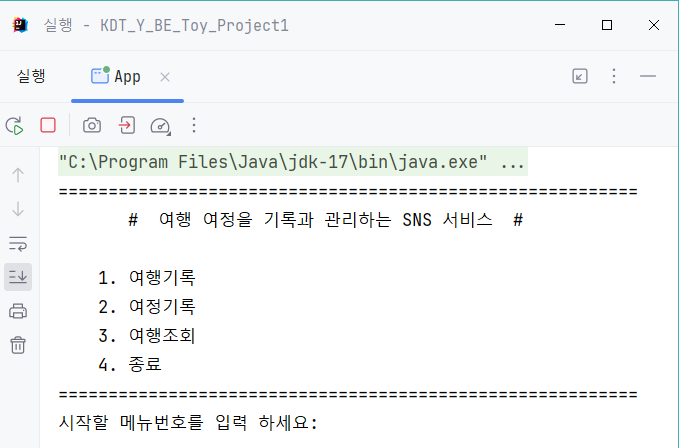 실행 - KDT_Y_BE_Toy_Project1
실행 App
"C:\Program Files\Java\jdk-17\bin\java.exe" ...
==========================================================
# 여행 여정을 기록과 관리하는 SNS 서비스 #
1. 여행기록
2. 여정기록
3. 여행조회
4. 종료
==========================================================
시작할 메뉴번호를 입력 하세요: